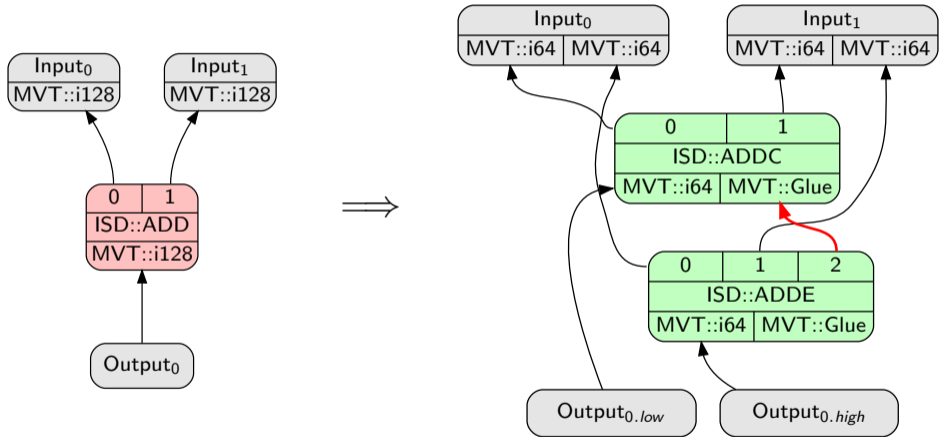 Input0
MVT::i128
Input1
MVT::i128
0 1
ISD::ADD
MVT::i128
Output0
⟹
Input0
MVT::i64 MVT::i64
Input1
MVT::i64 MVT::i64
0 1
ISD::ADDC
MVT::i64 MVT::Glue
0 1 2
ISD::ADDE
MVT::i64 MVT::Glue
Output0.low
Output0.high